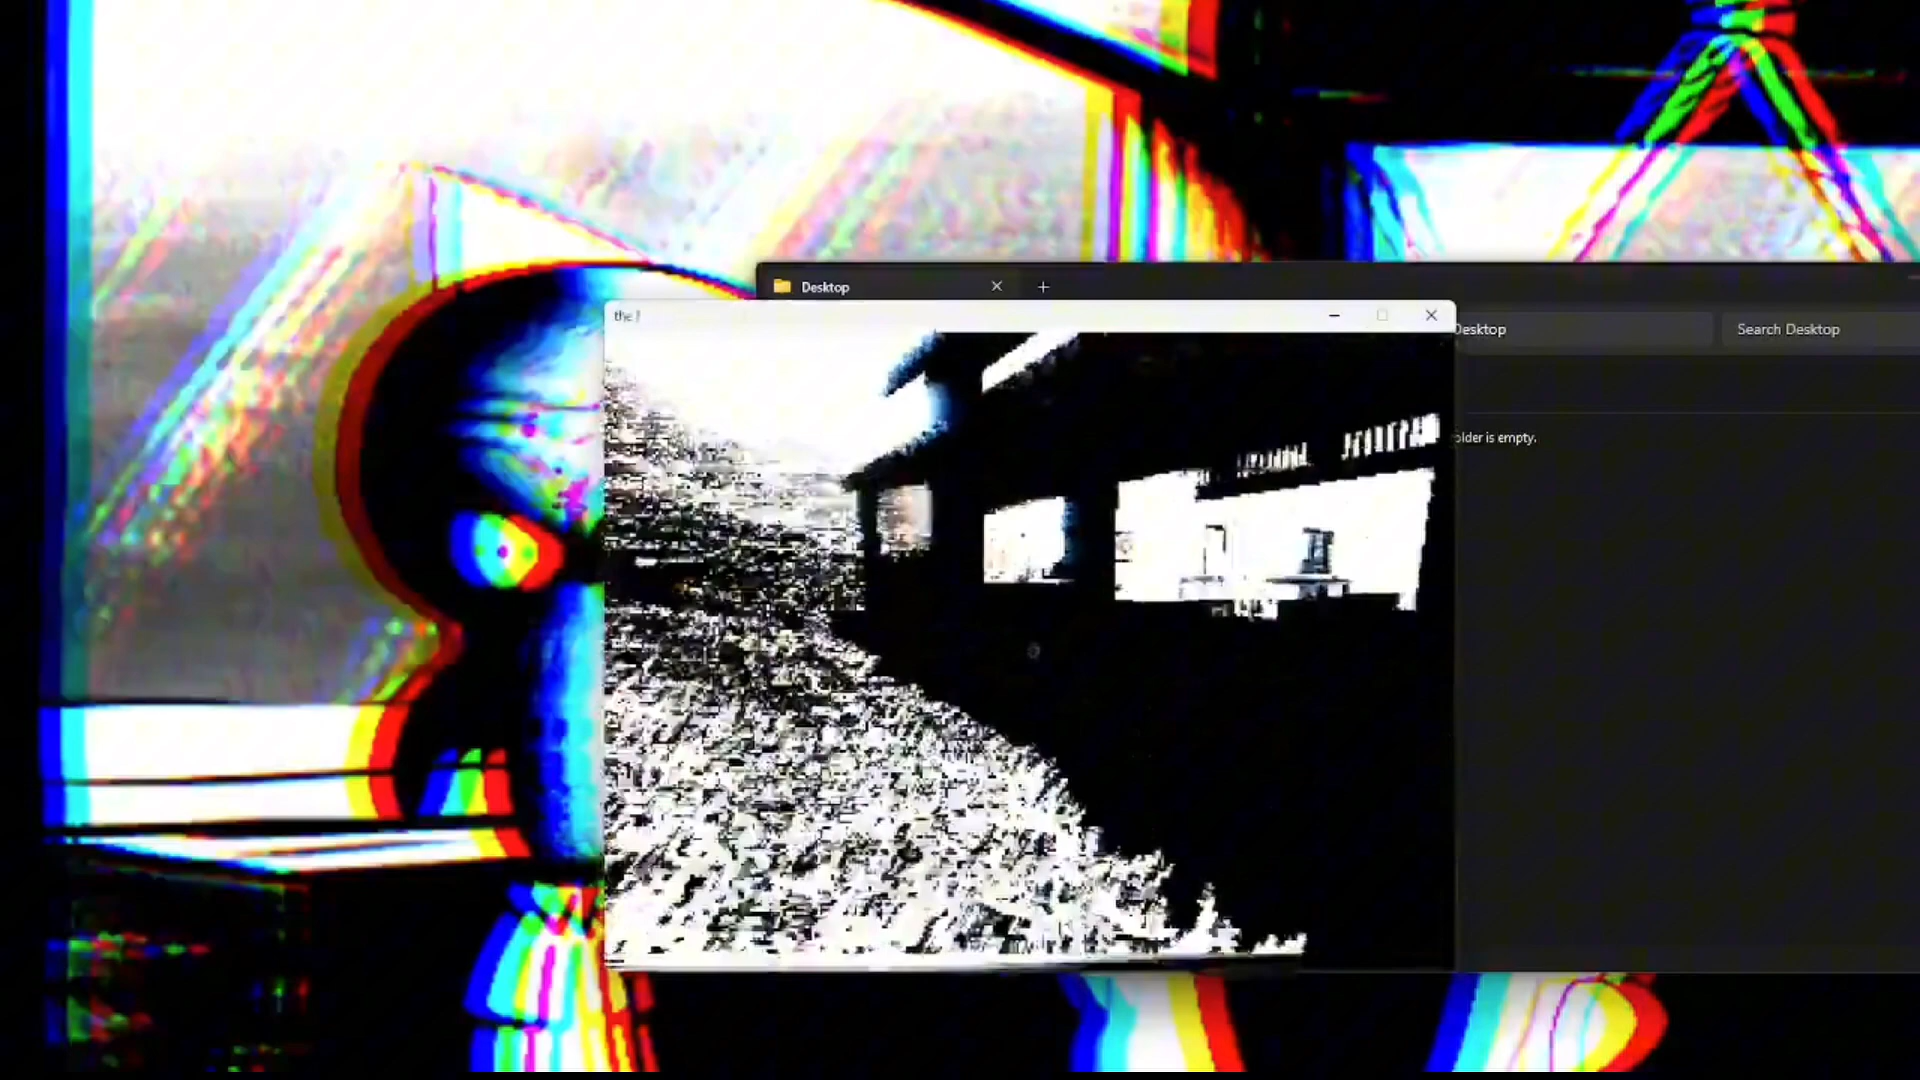 Desktop
the !
Desktop
Search Desktop
older is empty.